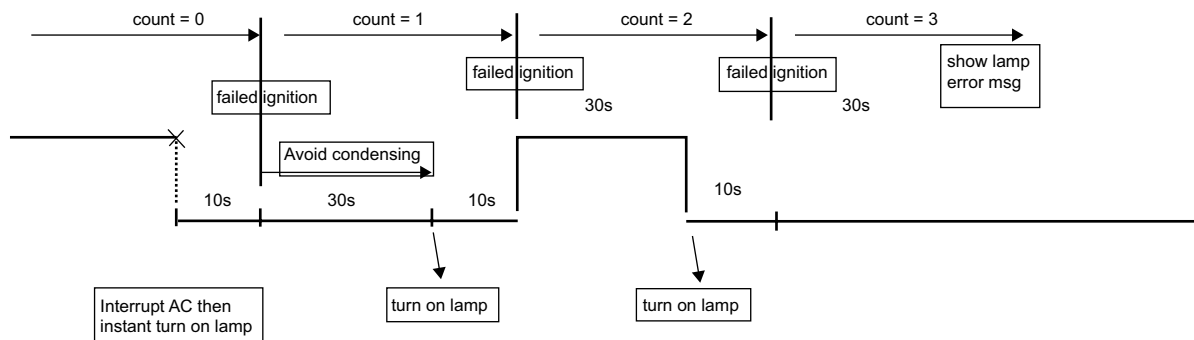 count = 0
count = 1
count = 2
count = 3
failed ignition
failed ignition
failed ignition
show lamp
error msg
30s
30s
Avoid condensing
10s
30s
10s
10s
turn on lamp
turn on lamp
Interrupt AC then
instant turn on lamp